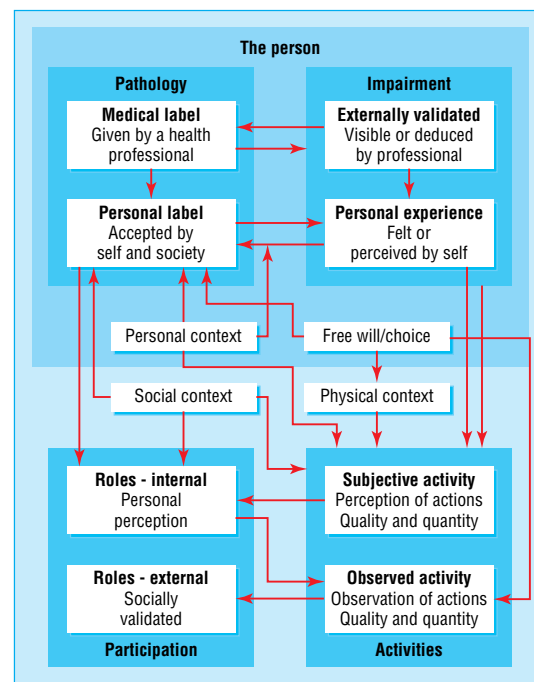 The person
Pathology
Medical label
Given by a health
professional
Personal label
Accepted by
self and society
Impairment
Externally validated
Visible or deduced
by professional
Personal experience
Felt or
perceived by self
Personal context
Free will/choice
Social context
Physical context
Roles - internal
Personal
perception
Roles - external
Socially
validated
Participation
Subjective activity
Perception of actions
Quality and quantity
Observed activity
Observation of actions
Quality and quantity
Activities